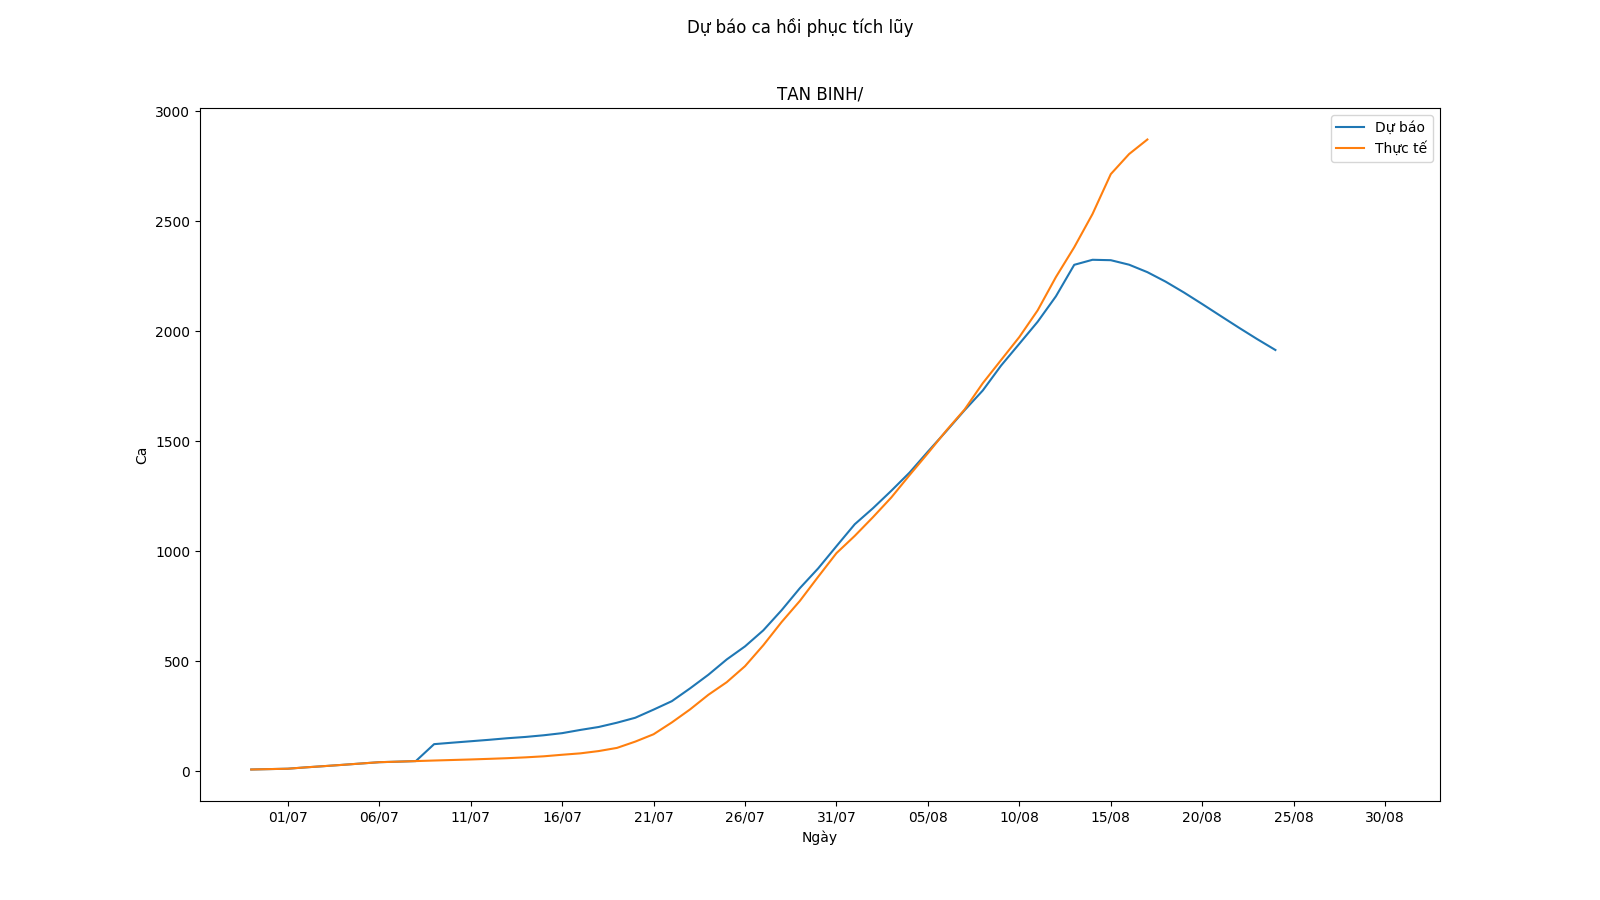 Dự báo ca hồi phục tích lũy
TAN BINH/
Dự báo
Thực tế
3000
2500
2000
1500
1000
500
0
Ca
01/07 06/07 11/07 16/07 21/07 26/07 31/07 05/08 10/08 15/08 20/08 25/08 30/08
Ngày